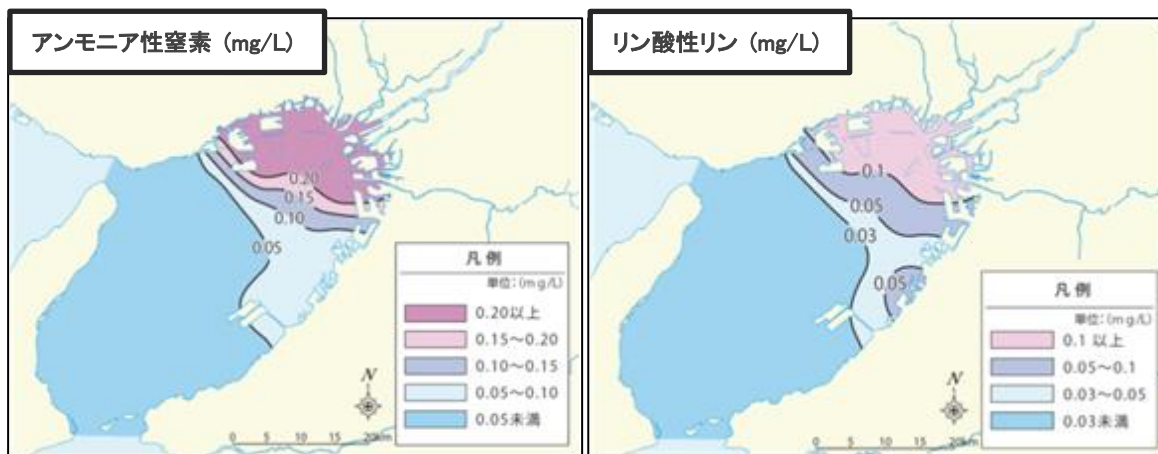 アンモニア性窒素 (mg/L)
0.20
0.15
0.10
0.05
凡例
単位:(mg/L)
0.20以上
0.15～0.20
0.10～0.15
0.05～0.10
0.05未満
N
0 5 10 20km
リン酸性リン (mg/L)
0.1
0.05
0.03
0.05
凡例
単位:(mg/L)
0.1 以上
0.05～0.1
0.03～0.05
0.03未満
N
0 5 10 20km